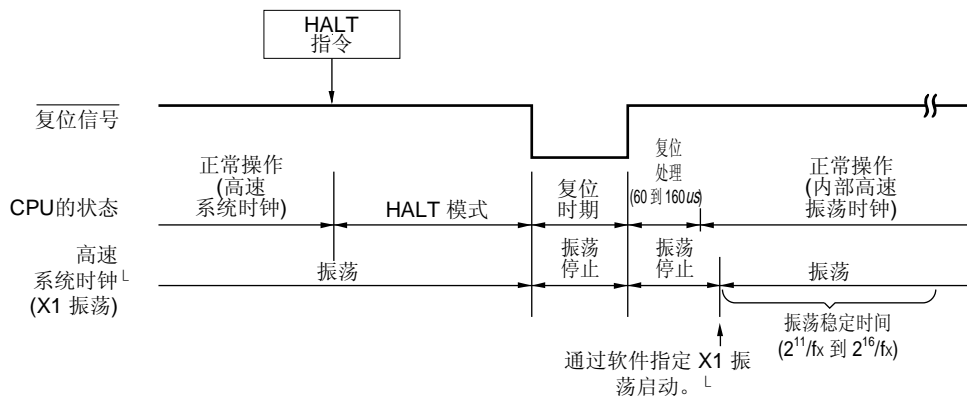 HALT
指令
复位信号
正常操作
(高速
系统时钟)
HALT 模式
复位
时期
复位
处理
(60 到 160us)
正常操作
(内部高速
振荡时钟)
CPU的状态
高速
系统时钟
(X1 振荡)
振荡
振荡
停止
振荡
停止
振荡
振荡稳定时间
(2¹¹/fx 到 2¹⁶/fx)
通过软件指定 X1 振
荡启动。